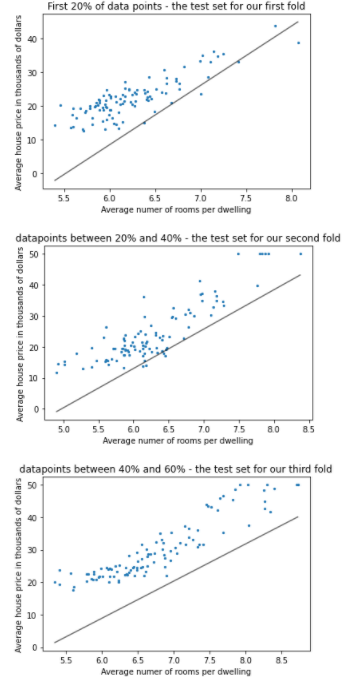 First 20% of data points - the test set for our first fold
Average house price in thousands of dollars
40
30
20
10
0
5.5 6.0 6.5 7.0 7.5 8.0
Average numer of rooms per dwelling
datapoints between 20% and 40% - the test set for our second fold
Average house price in thousands of dollars
50
40
30
20
10
0
5.0 5.5 6.0 6.5 7.0 7.5 8.0 8.5
Average numer of rooms per dwelling
datapoints between 40% and 60% - the test set for our third fold
Average house price in thousands of dollars
50
40
30
20
10
0
5.5 6.0 6.5 7.0 7.5 8.0 8.5
Average numer of rooms per dwelling